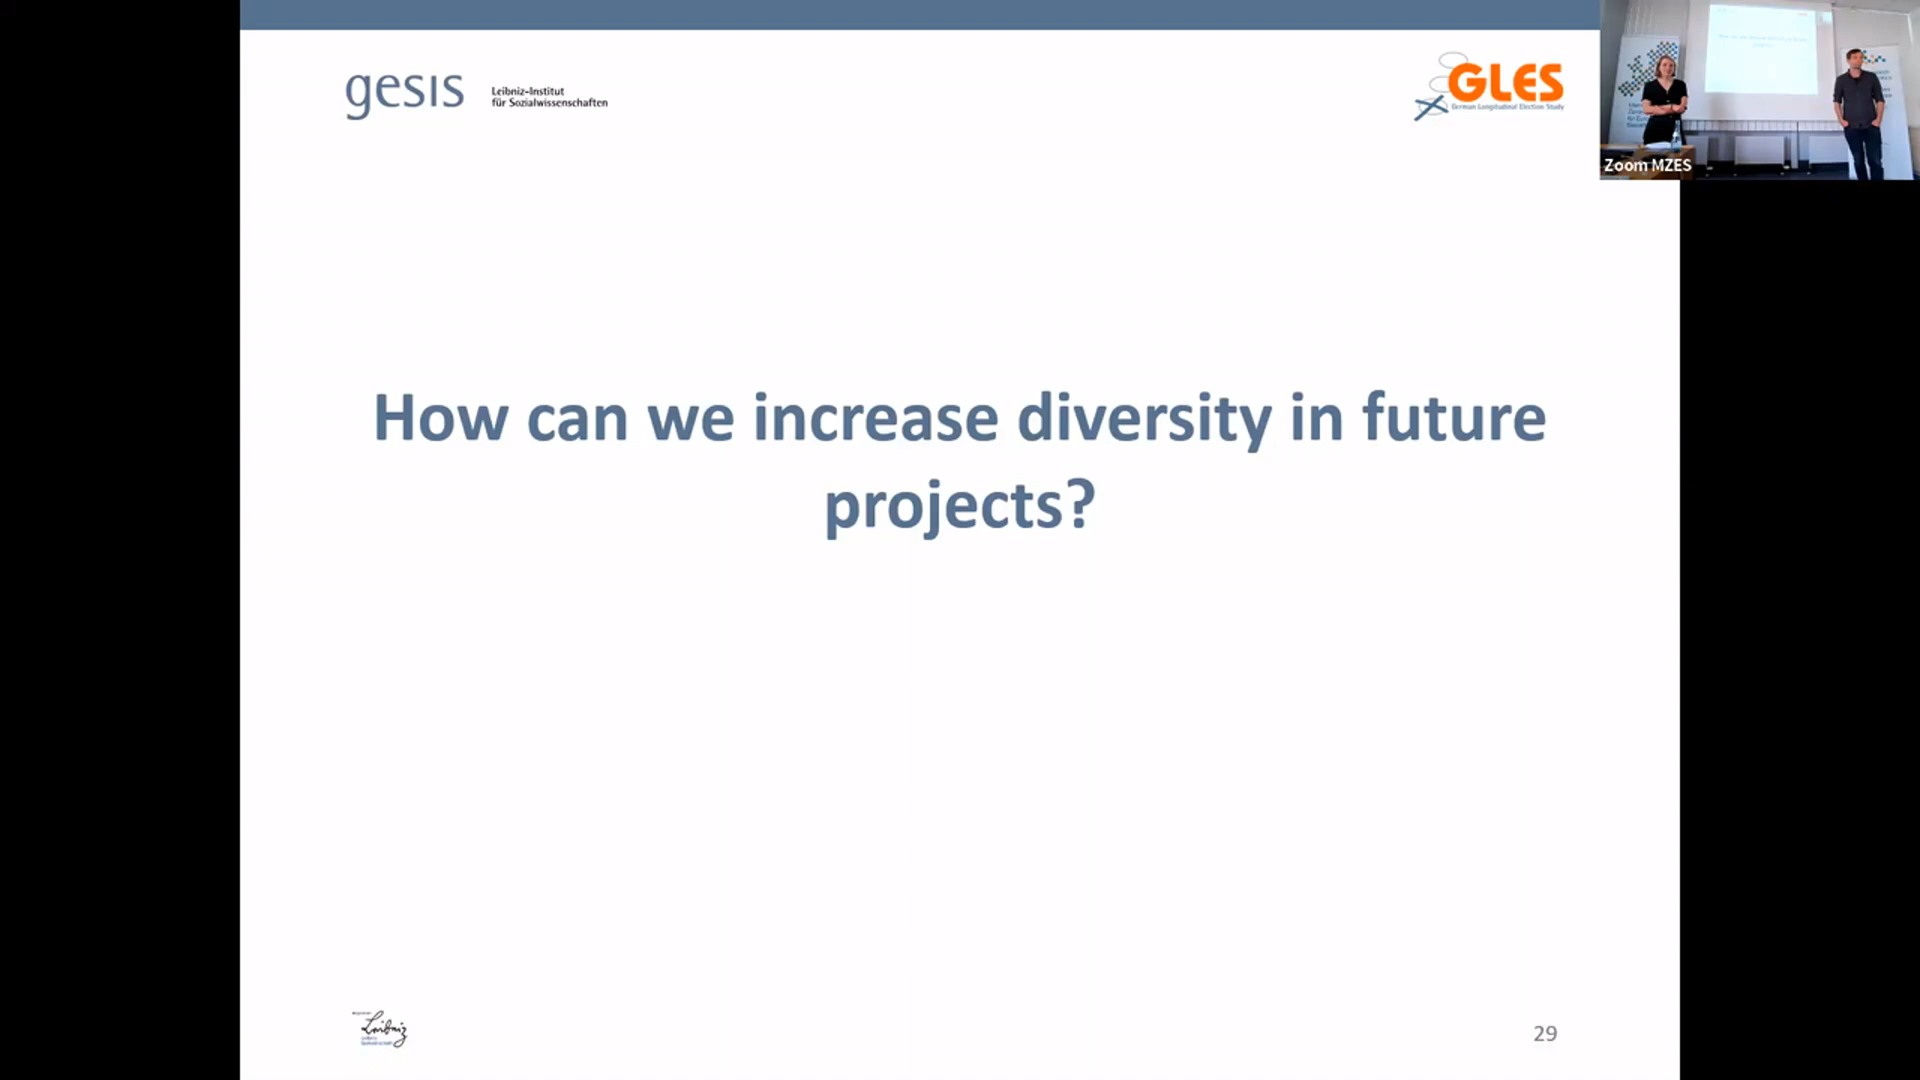 gesis
Leibniz-Institut
für Sozialwissenschaften
GLES
German Longitudinal Election Study
Zoom MZES
How can we increase diversity in future
projects?
Leibniz
29